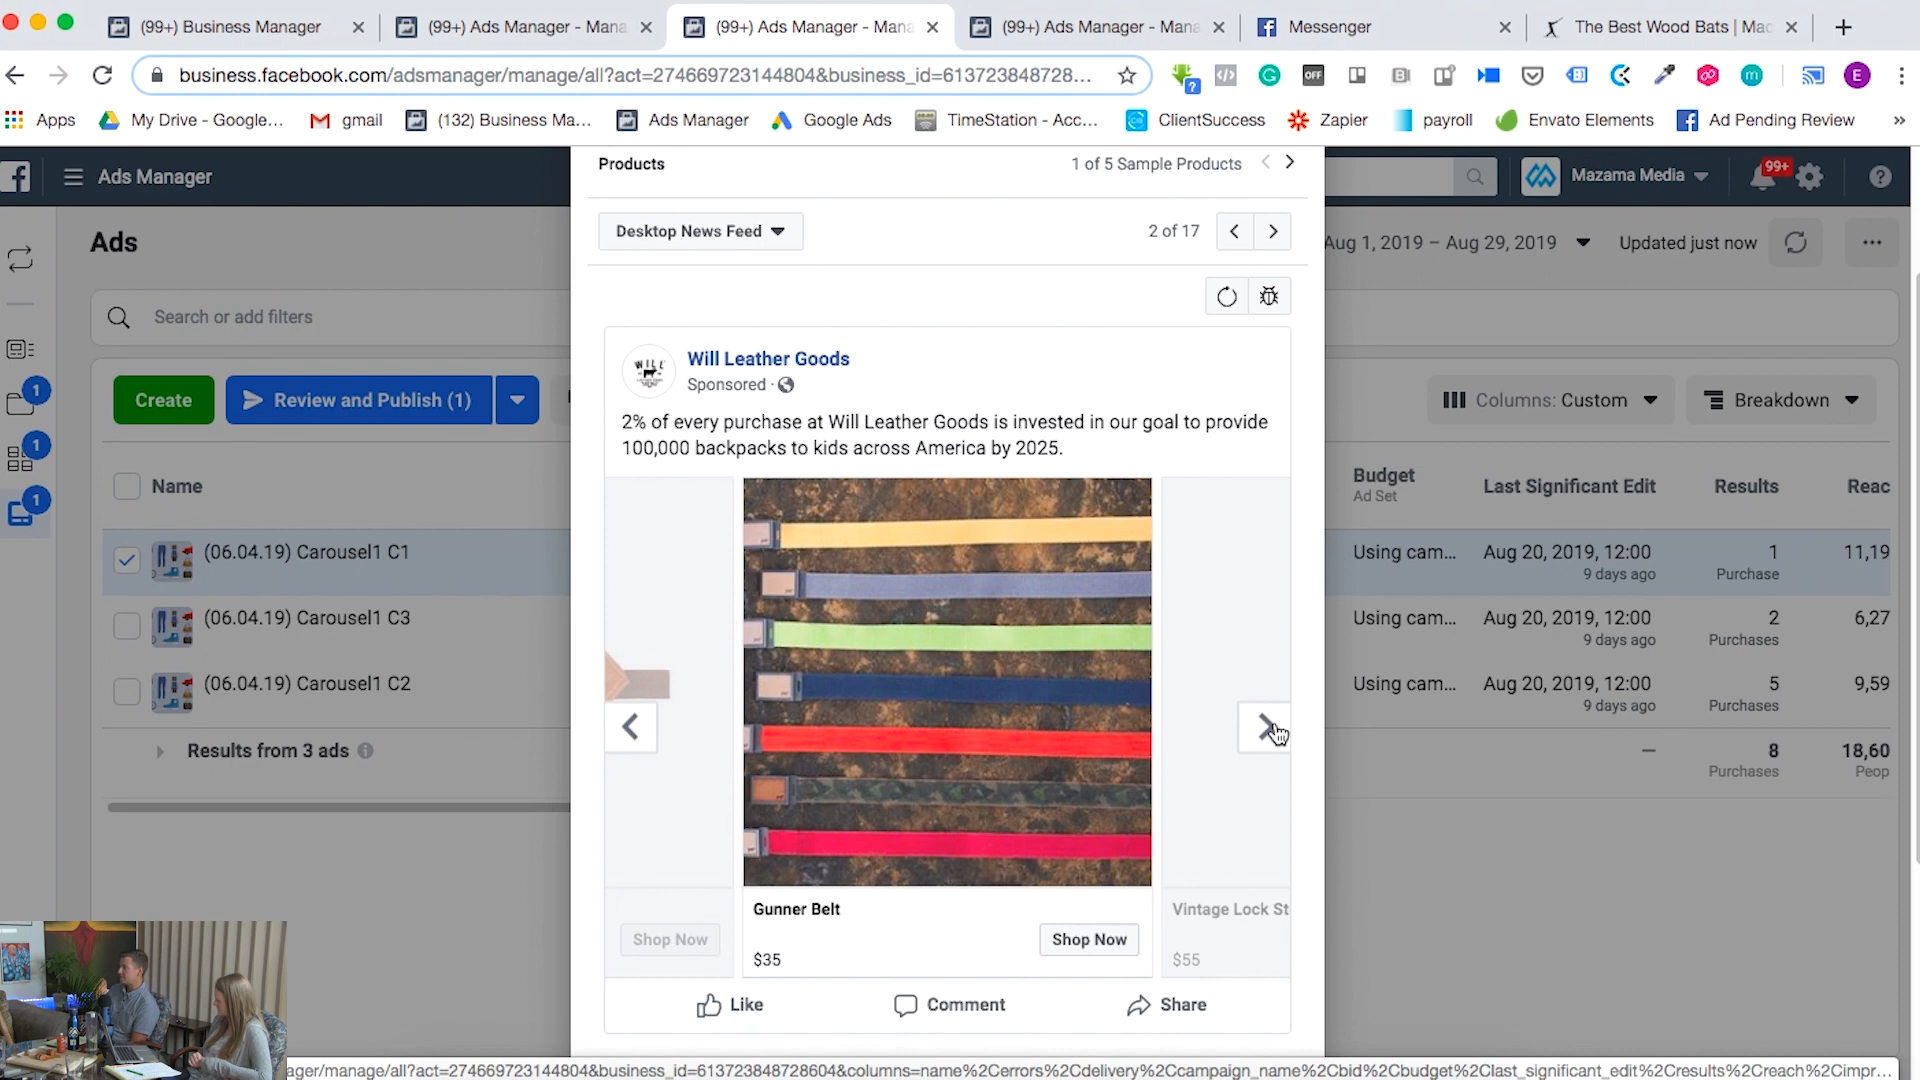 (99+) Business Manager
(99+) Ads Manager - Mana
(99+) Ads Manager - Mana
(99+) Ads Manager - Mana
Messenger
The Best Wood Bats | Mac
business.facebook.com/adsmanager/manage/all?act=274669723144804&business_id=613723848728...
OFF
m
E
Apps
My Drive - Google...
gmail
(132) Business Ma...
Ads Manager
Google Ads
TimeStation - Acc...
ClientSuccess
Zapier
payroll
Envato Elements
Ad Pending Review
»
Ads Manager
Products
1 of 5 Sample Products
Mazama Media
99+
Ads
Desktop News Feed
2 of 17
Aug 1, 2019 – Aug 29, 2019
Updated just now
Search or add filters
Will Leather Goods
Sponsored ·
WILL
2% of every purchase at Will Leather Goods is invested in our goal to provide
100,000 backpacks to kids across America by 2025.
Create
Review and Publish (1)
Columns: Custom
Breakdown
1
1
1
Name
Budget
Ad Set
Last Significant Edit
Results
Reac
(06.04.19) Carousel1 C1
Using cam...
Aug 20, 2019, 12:00
9 days ago
1
Purchase
11,19
(06.04.19) Carousel1 C3
Using cam...
Aug 20, 2019, 12:00
9 days ago
2
Purchases
6,27
(06.04.19) Carousel1 C2
Using cam...
Aug 20, 2019, 12:00
9 days ago
5
Purchases
9,59
Results from 3 ads
—
8
Purchases
18,60
Peop
Shop Now
Gunner Belt
$35
Shop Now
Vintage Lock St
$55
Like
Comment
Share
ager/manage/all?act=274669723144804&business_id=613723848728604&columns=name%2Cerrors%2Cdelivery%2Ccampaign_name%2Cbid%2Cbudget%2Clast_significant_edit%2Cresults%2Creach%2Cimpr...